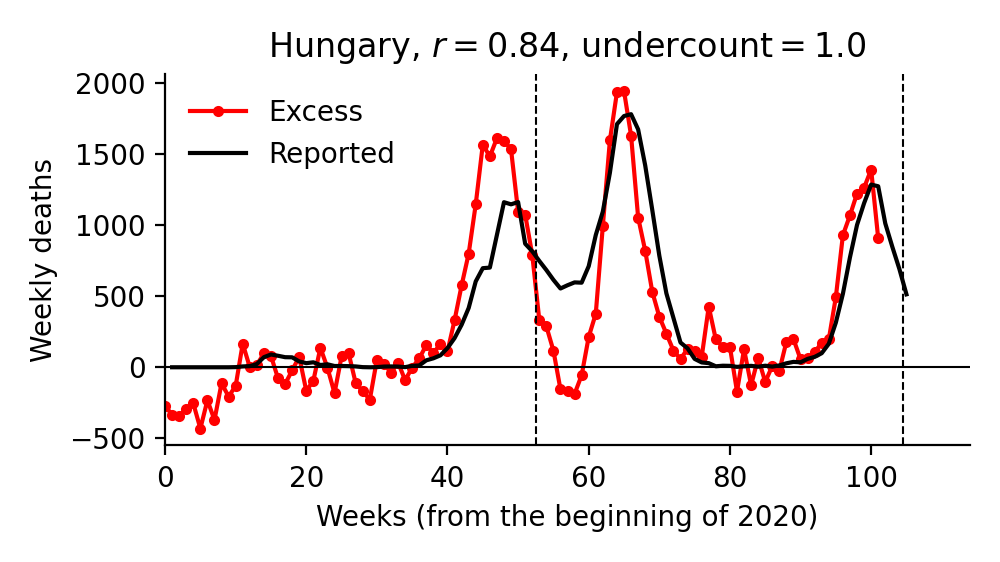 Hungary, r = 0.84, undercount = 1.0
Excess
Reported
Weekly deaths
2000
1500
1000
500
0
−500
0 20 40 60 80 100
Weeks (from the beginning of 2020)